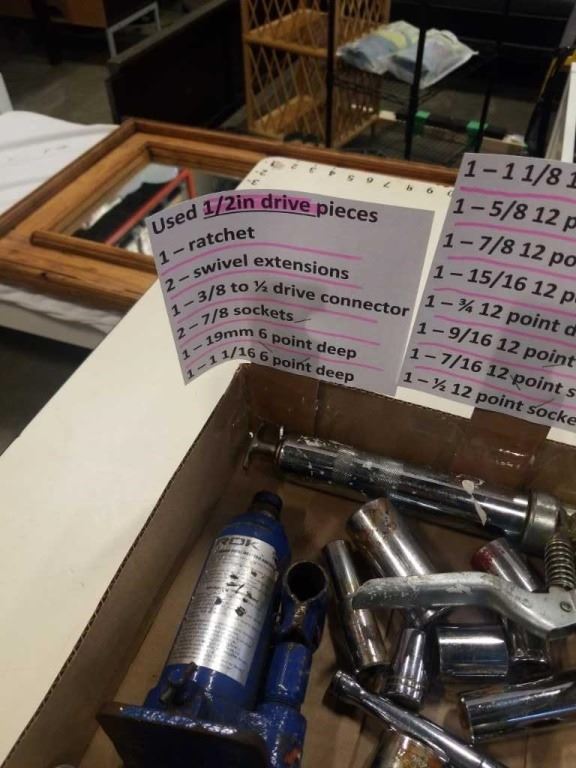 Used 1/2in drive pieces
1 – ratchet
2 – swivel extensions
1 – 3/8 to ½ drive connector
2 – 7/8 sockets
1 – 19mm 6 point deep
1 – 1 1/16 6 point deep
1 – 1 1/8 1
1 – 5/8 12 p
1 – 7/8 12 po
1 – 15/16 12 p
1 – ¾ 12 point d
1 – 9/16 12 point
1 – 7/16 12 point s
1 – ½ 12 point socke
ROK